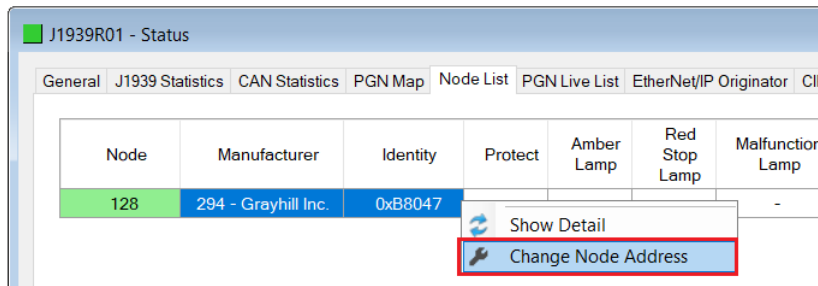 J1939R01 - Status
General J1939 Statistics CAN Statistics PGN Map Node List PGN Live List EtherNet/IP Originator
Node Manufacturer Identity Protect Amber Lamp Red Stop Lamp Malfunction Lamp
128 294 - Grayhill Inc. 0xB8047 -
Show Detail
Change Node Address